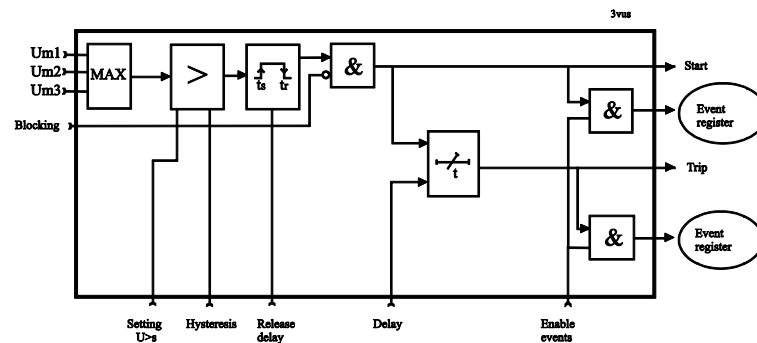 3vus
Um1
Um2
Um3
MAX
>
ts tr
&
Start
Blocking
&
Event
register
t
Trip
&
Event
register
Setting
U>s
Hysteresis
Release
delay
Delay
Enable
events